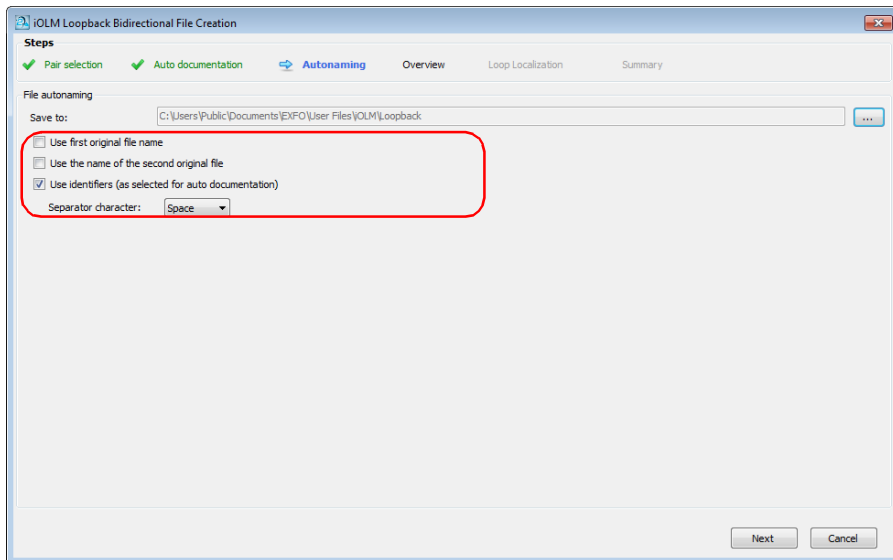 iOLM Loopback Bidirectional File Creation
Steps
Pair selection Auto documentation Autonaming Overview Loop Localization Summary
File autonaming
Save to: C:\Users\Public\Documents\EXFO\User Files\iOLM\Loopback ...
Use first original file name
Use the name of the second original file
Use identifiers (as selected for auto documentation)
Separator character: Space
Next Cancel